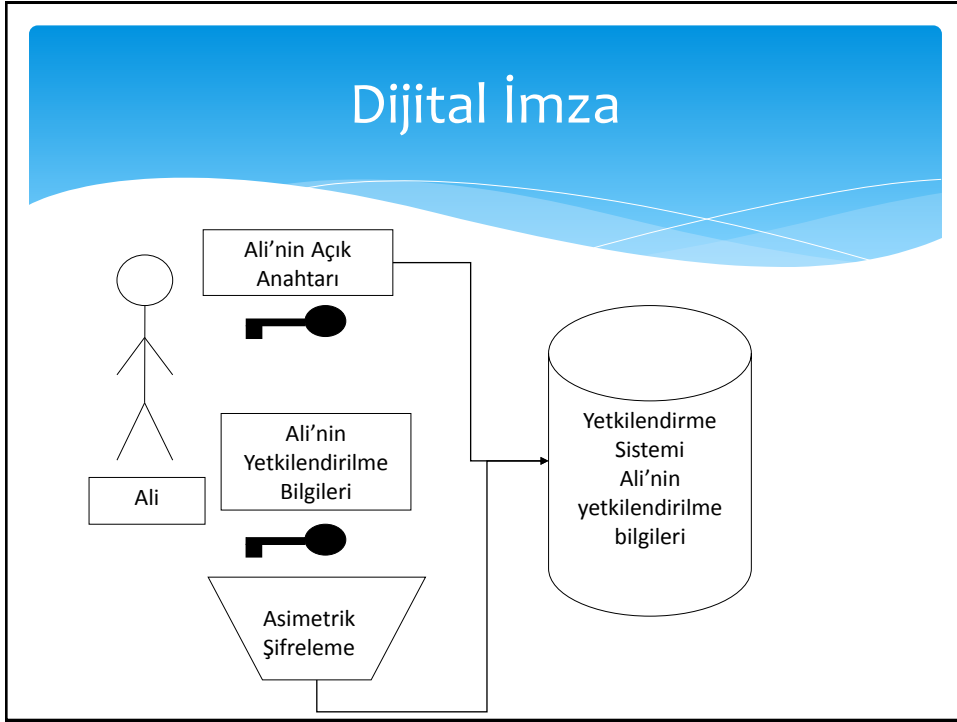 Dijital İmza
Ali’nin Açık
Anahtarı
Ali’nin
Yetkilendirilme
Bilgileri
Ali
Asimetrik
Şifreleme
Yetkilendirme
Sistemi
Ali’nin
yetkilendirilme
bilgileri